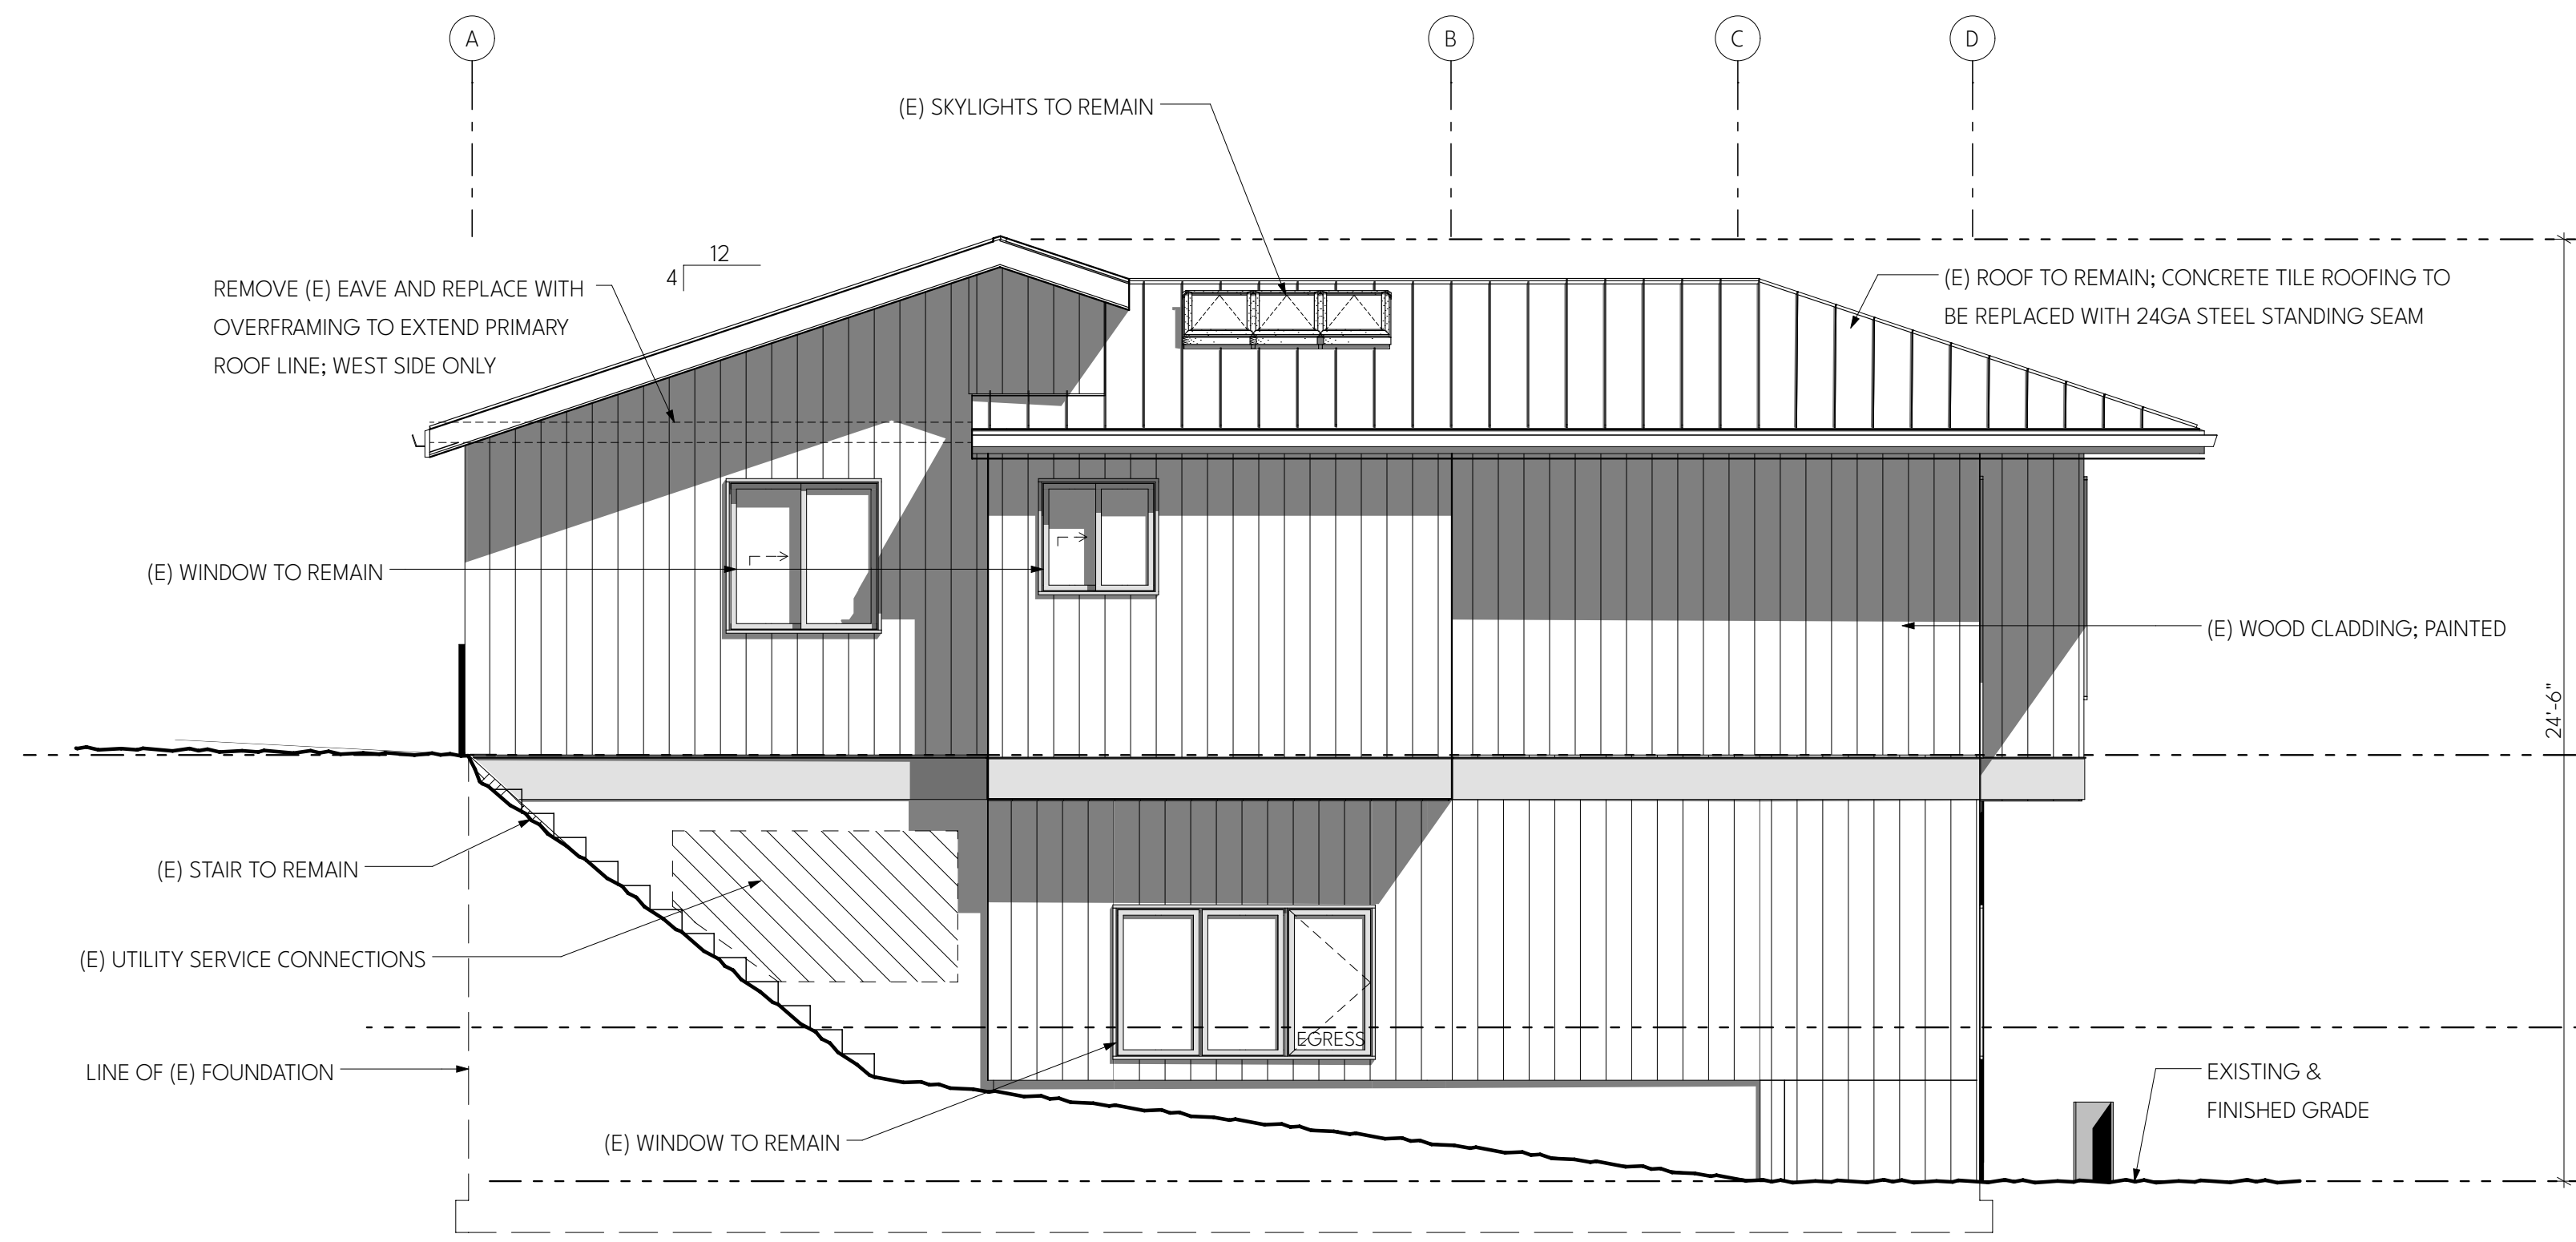 A
B
C
D
(E) SKYLIGHTS TO REMAIN
12
4
REMOVE (E) EAVE AND REPLACE WITH
OVERFRAMING TO EXTEND PRIMARY
ROOF LINE; WEST SIDE ONLY
(E) ROOF TO REMAIN; CONCRETE TILE ROOFING TO
BE REPLACED WITH 24GA STEEL STANDING SEAM
(E) WINDOW TO REMAIN
(E) WOOD CLADDING; PAINTED
24'-6"
(E) STAIR TO REMAIN
(E) UTILITY SERVICE CONNECTIONS
EGRESS
LINE OF (E) FOUNDATION
EXISTING &
FINISHED GRADE
(E) WINDOW TO REMAIN